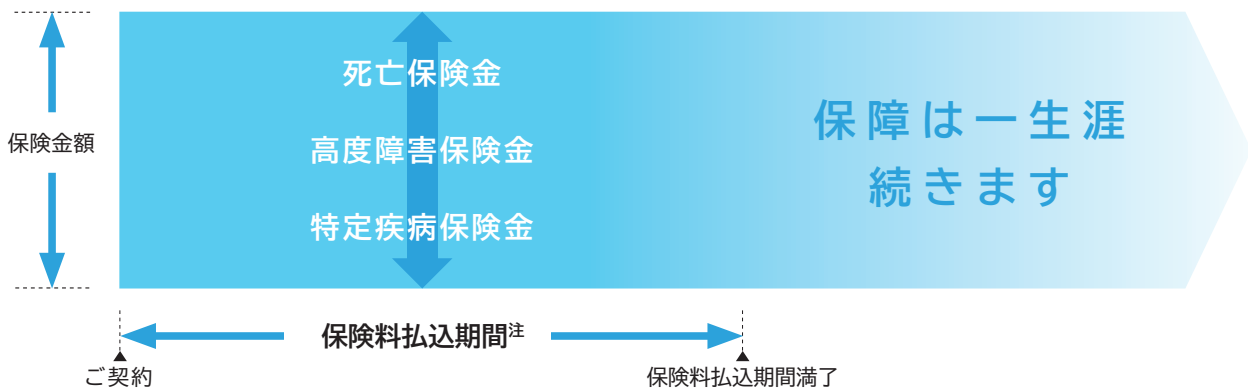 保険金額
死亡保険金
高度障害保険金
特定疾病保険金
保障は一生涯
続きます
保険料払込期間注
ご契約
保険料払込期間満了